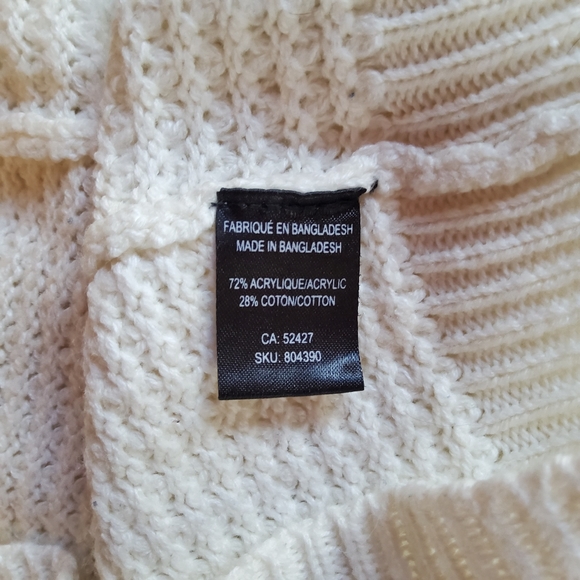 FABRIQUÉ EN BANGLADESH
MADE IN BANGLADESH
72% ACRYLIQUE/ACRYLIC
28% COTON/COTTON
CA: 52427
SKU: 804390